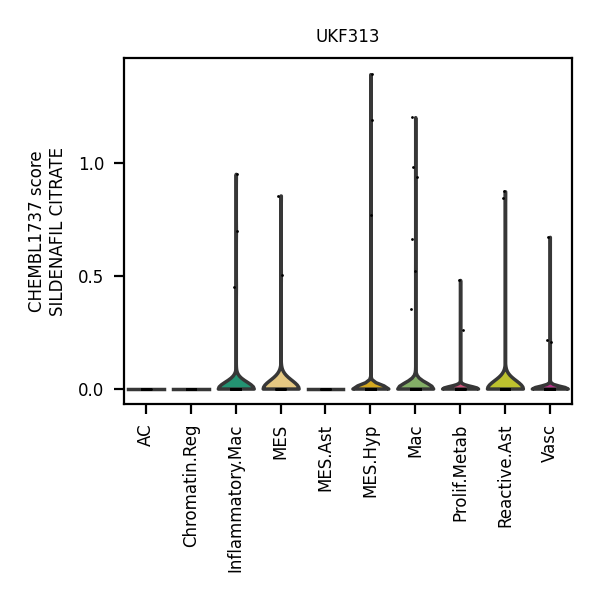 UKF313
CHEMBL1737 score
SILDENAFIL CITRATE
1.0
0.5
0.0
AC
Chromatin.Reg
Inflammatory.Mac
MES
MES.Ast
MES.Hyp
Mac
Prolif.Metab
Reactive.Ast
Vasc